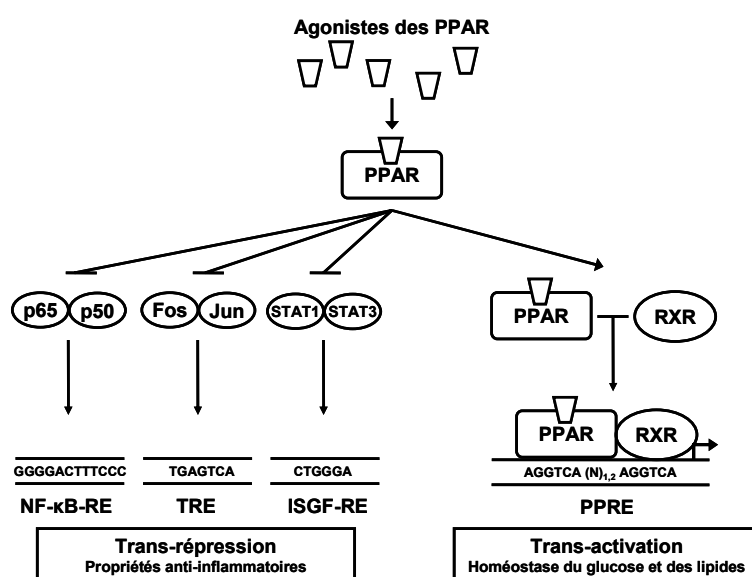 Agonistes des PPAR
PPAR
p65 p50 Fos Jun STAT1 STAT3
PPAR RXR
PPAR RXR
GGGGACTTTCCC TGAGTCA CTGGGA AGGTCA (N)1,2 AGGTCA
NF-κB-RE TRE ISGF-RE PPRE
Trans-répression
Propriétés anti-inflammatoires
Trans-activation
Homéostase du glucose et des lipides